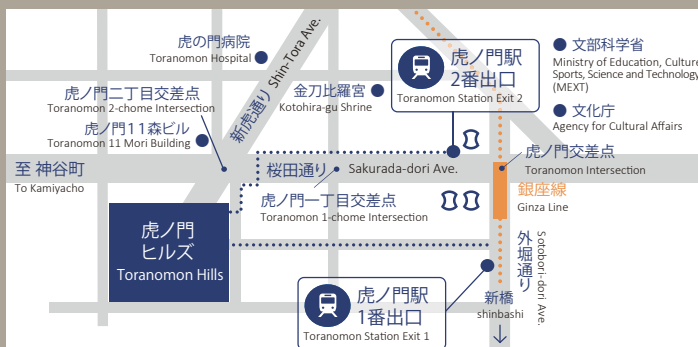 虎の門病院
Toranomon Hospital
新虎通り Shin-Tora Ave.
虎ノ門駅
2番出口
Toranomon Station Exit 2
文部科学省
Ministry of Education, Culture
Sports, Science and Technology
(MEXT)
虎ノ門二丁目交差点
Toranomon 2-chome Intersection
金刀比羅宮
Kotohira-gu Shrine
文化庁
Agency for Cultural Affairs
虎ノ門11森ビル
Toranomon 11 Mori Building
虎ノ門交差点
Toranomon Intersection
至 神谷町
To Kamiyacho
桜田通り Sakurada-dori Ave.
虎ノ門一丁目交差点
Toranomon 1-chome Intersection
銀座線
Ginza Line
虎ノ門
ヒルズ
Toranomon Hills
外堀通り
Sotobori-dori Ave.
虎ノ門駅
1番出口
Toranomon Station Exit 1
新橋
shinbashi